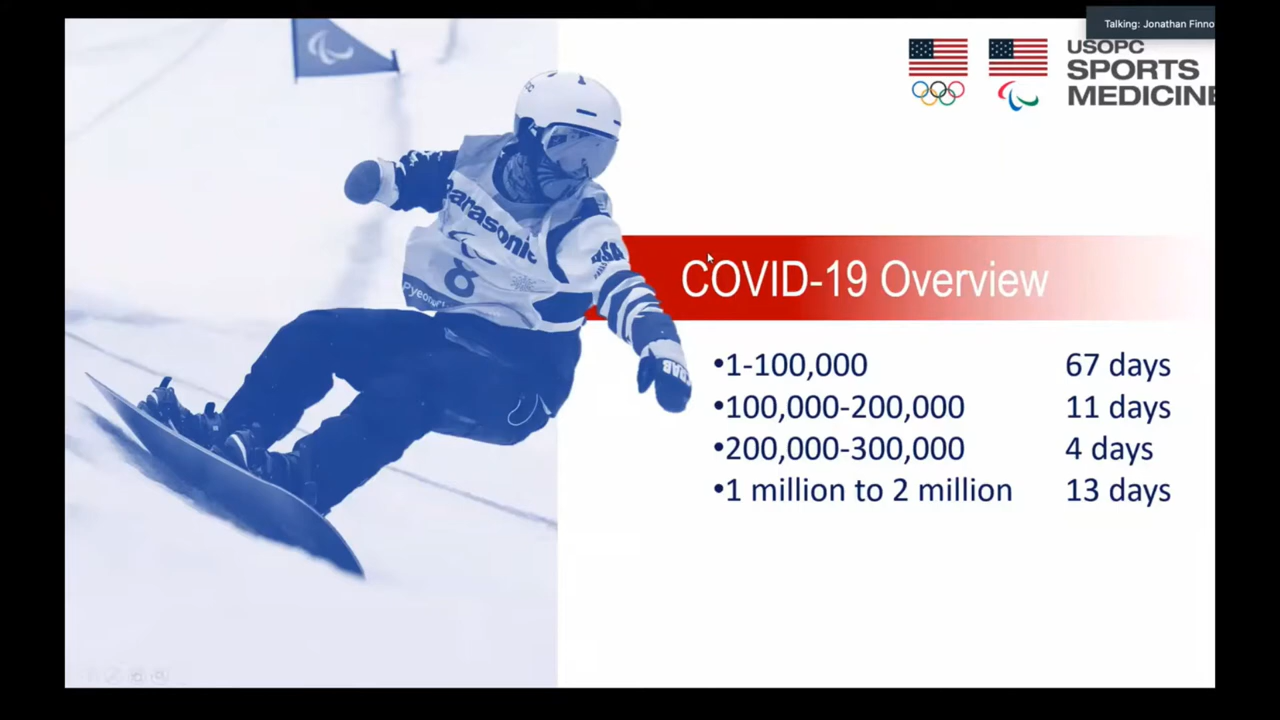 Talking: Jonathan Finno
USOPC
SPORTS
MEDICINE
Panasonic
USA
8
COVID-19 Overview
•1-100,000 67 days
•100,000-200,000 11 days
•200,000-300,000 4 days
•1 million to 2 million 13 days